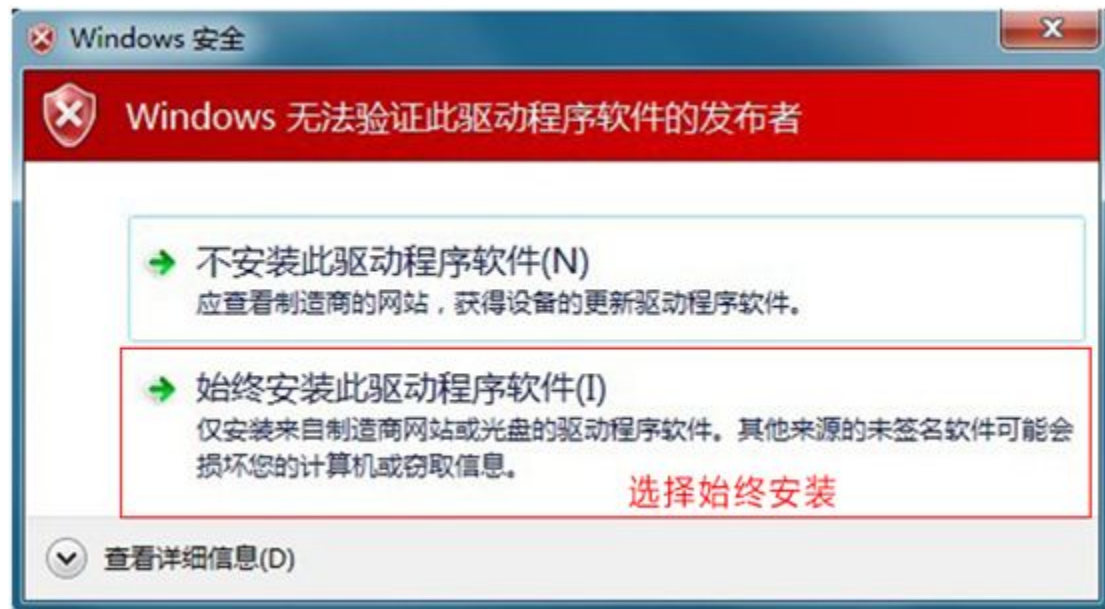 Windows 安全
Windows 无法验证此驱动程序软件的发布者
不安装此驱动程序软件(N)
应查看制造商的网站，获得设备的更新驱动程序软件。
始终安装此驱动程序软件(I)
仅安装来自制造商网站或光盘的驱动程序软件。其他来源的未签名软件可能会
损坏您的计算机或窃取信息。
选择始终安装
查看详细信息(D)